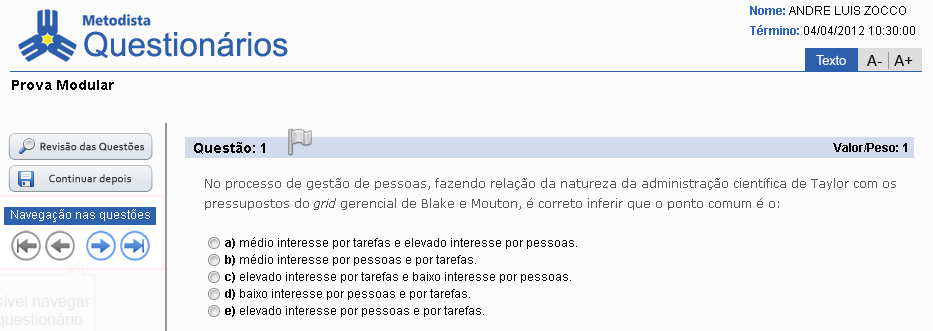 Metodista
Questionários
Nome: ANDRE LUIS ZOCCO
Término: 04/04/2012 10:30:00
Texto A- A+
Prova Modular
Revisão das Questões
Continuar depois
Navegação nas questões
sível navegar
questionário
Questão: 1
Valor/Peso: 1
No processo de gestão de pessoas, fazendo relação da natureza da administração científica de Taylor com os
pressupostos do grid gerencial de Blake e Mouton, é correto inferir que o ponto comum é o:
a) médio interesse por tarefas e elevado interesse por pessoas.
b) médio interesse por pessoas e por tarefas.
c) elevado interesse por tarefas e baixo interesse por pessoas.
d) baixo interesse por pessoas e por tarefas.
e) elevado interesse por pessoas e por tarefas.